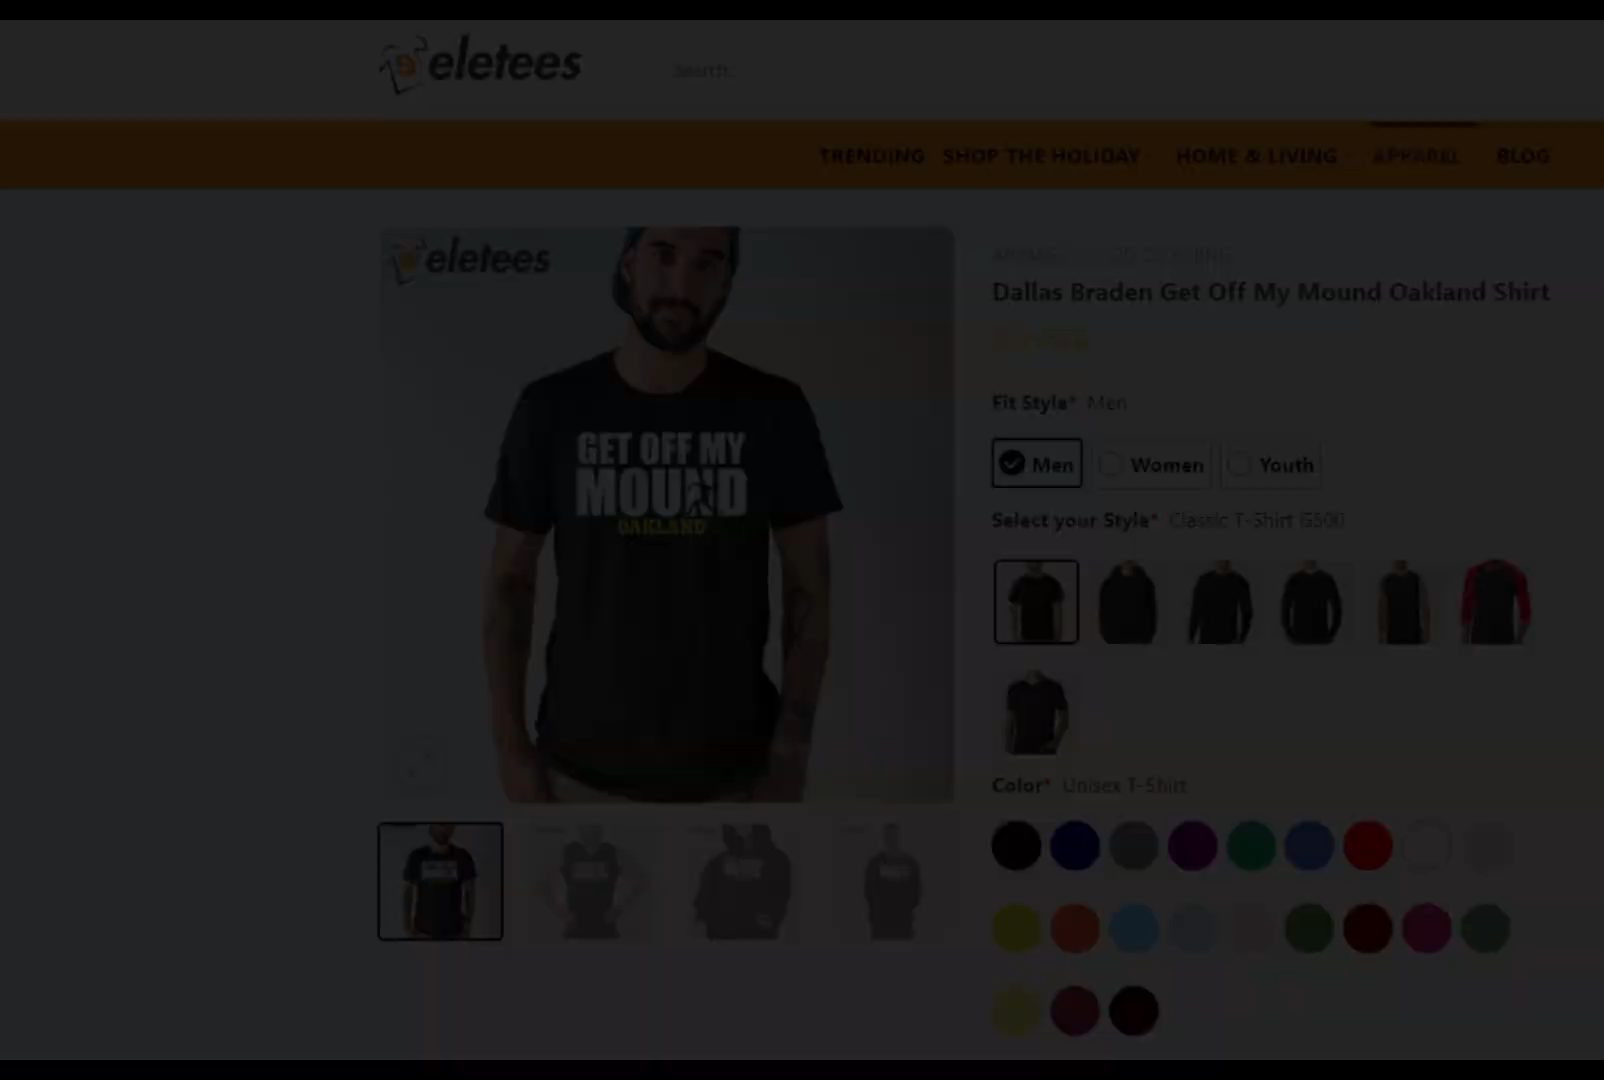 eletees
Search...
TRENDING SHOP THE HOLIDAY HOME & LIVING APPAREL BLOG
eletees
Dallas Braden Get Off My Mound Oakland Shirt
GET OFF MY
MOUND
OAKLAND
Fit Style* Men
Men Women Youth
Select your Style* Classic T-Shirt G500
Color* Unisex T-Shirt